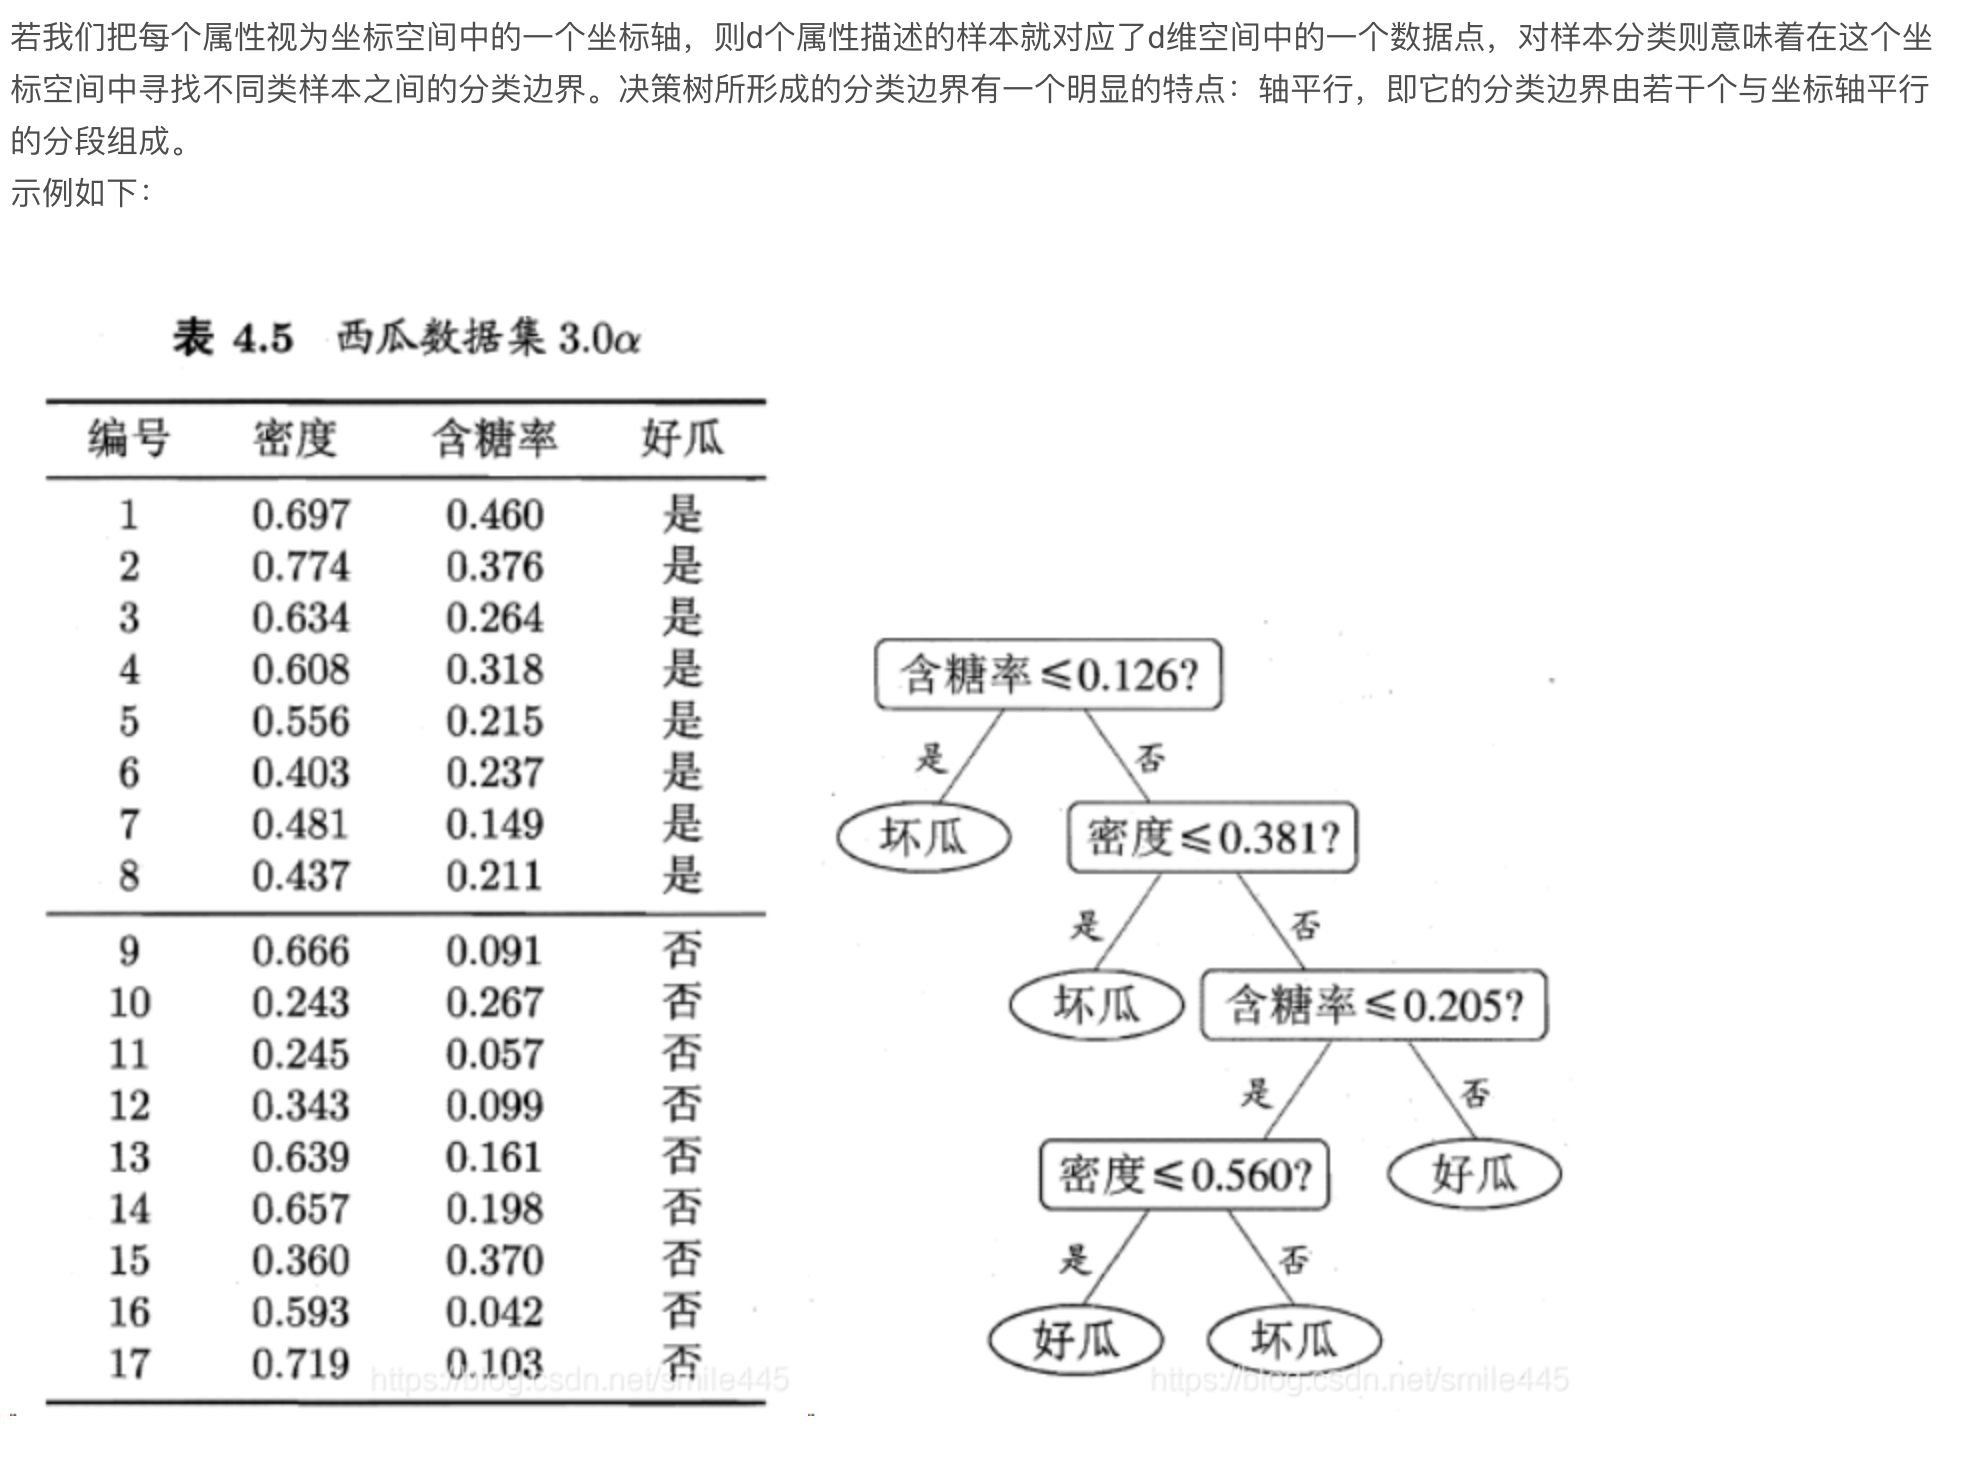 若我们把每个属性视为坐标空间中的一个坐标轴，则d个属性描述的样本就对应了d维空间中的一个数据点，对样本分类则意味着在这个坐
标空间中寻找不同类样本之间的分类边界。决策树所形成的分类边界有一个明显的特点：轴平行，即它的分类边界由若干个与坐标轴平行
的分段组成。
示例如下：
表 4.5 西瓜数据集 3.0α
编号 密度 含糖率 好瓜
1 0.697 0.460 是
2 0.774 0.376 是
3 0.634 0.264 是
4 0.608 0.318 是
5 0.556 0.215 是
6 0.403 0.237 是
7 0.481 0.149 是
8 0.437 0.211 是
9 0.666 0.091 否
10 0.243 0.267 否
11 0.245 0.057 否
12 0.343 0.099 否
13 0.639 0.161 否
14 0.657 0.198 否
15 0.360 0.370 否
16 0.593 0.042 否
17 0.719 0.103 否
https://blog.csdn.net/smile445
含糖率≤0.126?
是 否
坏瓜 密度≤0.381?
是 否
坏瓜 含糖率≤0.205?
是 否
密度≤0.560? 好瓜
是 否
好瓜 坏瓜
https://blog.csdn.net/smile445